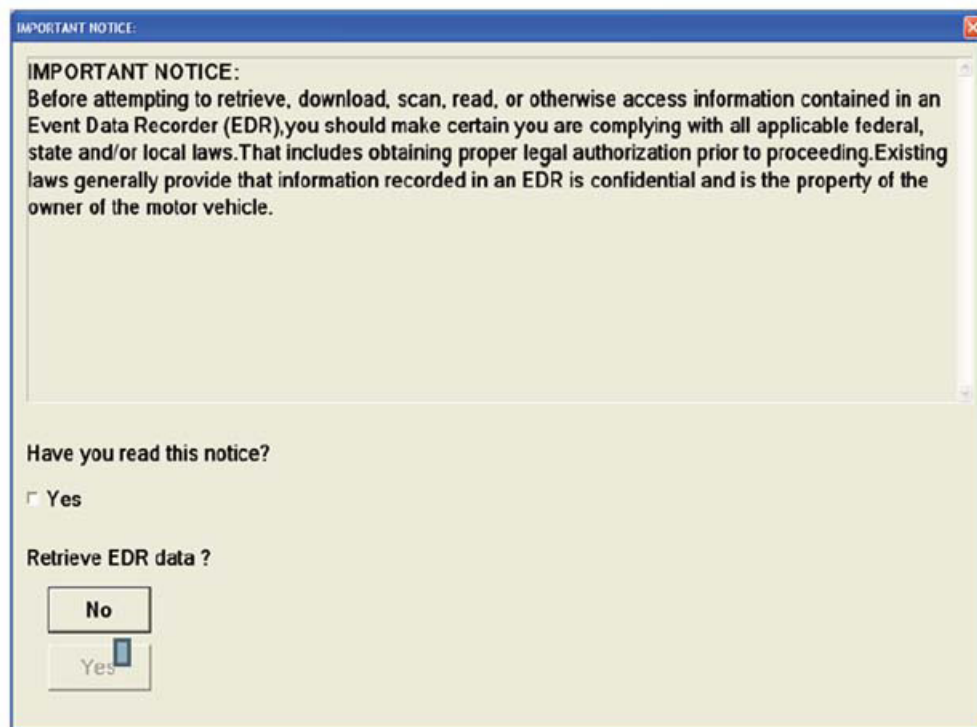 IMPORTANT NOTICE:
IMPORTANT NOTICE:
Before attempting to retrieve, download, scan, read, or otherwise access information contained in an
Event Data Recorder (EDR),you should make certain you are complying with all applicable federal,
state and/or local laws.That includes obtaining proper legal authorization prior to proceeding.Existing
laws generally provide that information recorded in an EDR is confidential and is the property of the
owner of the motor vehicle.
Have you read this notice?
Yes
Retrieve EDR data ?
No
Yes